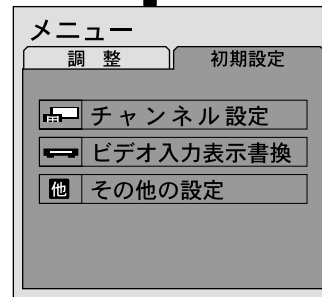 メニュー
調 整 初期設定
チャンネル設定
ビデオ入力表示書換
他 その他の設定